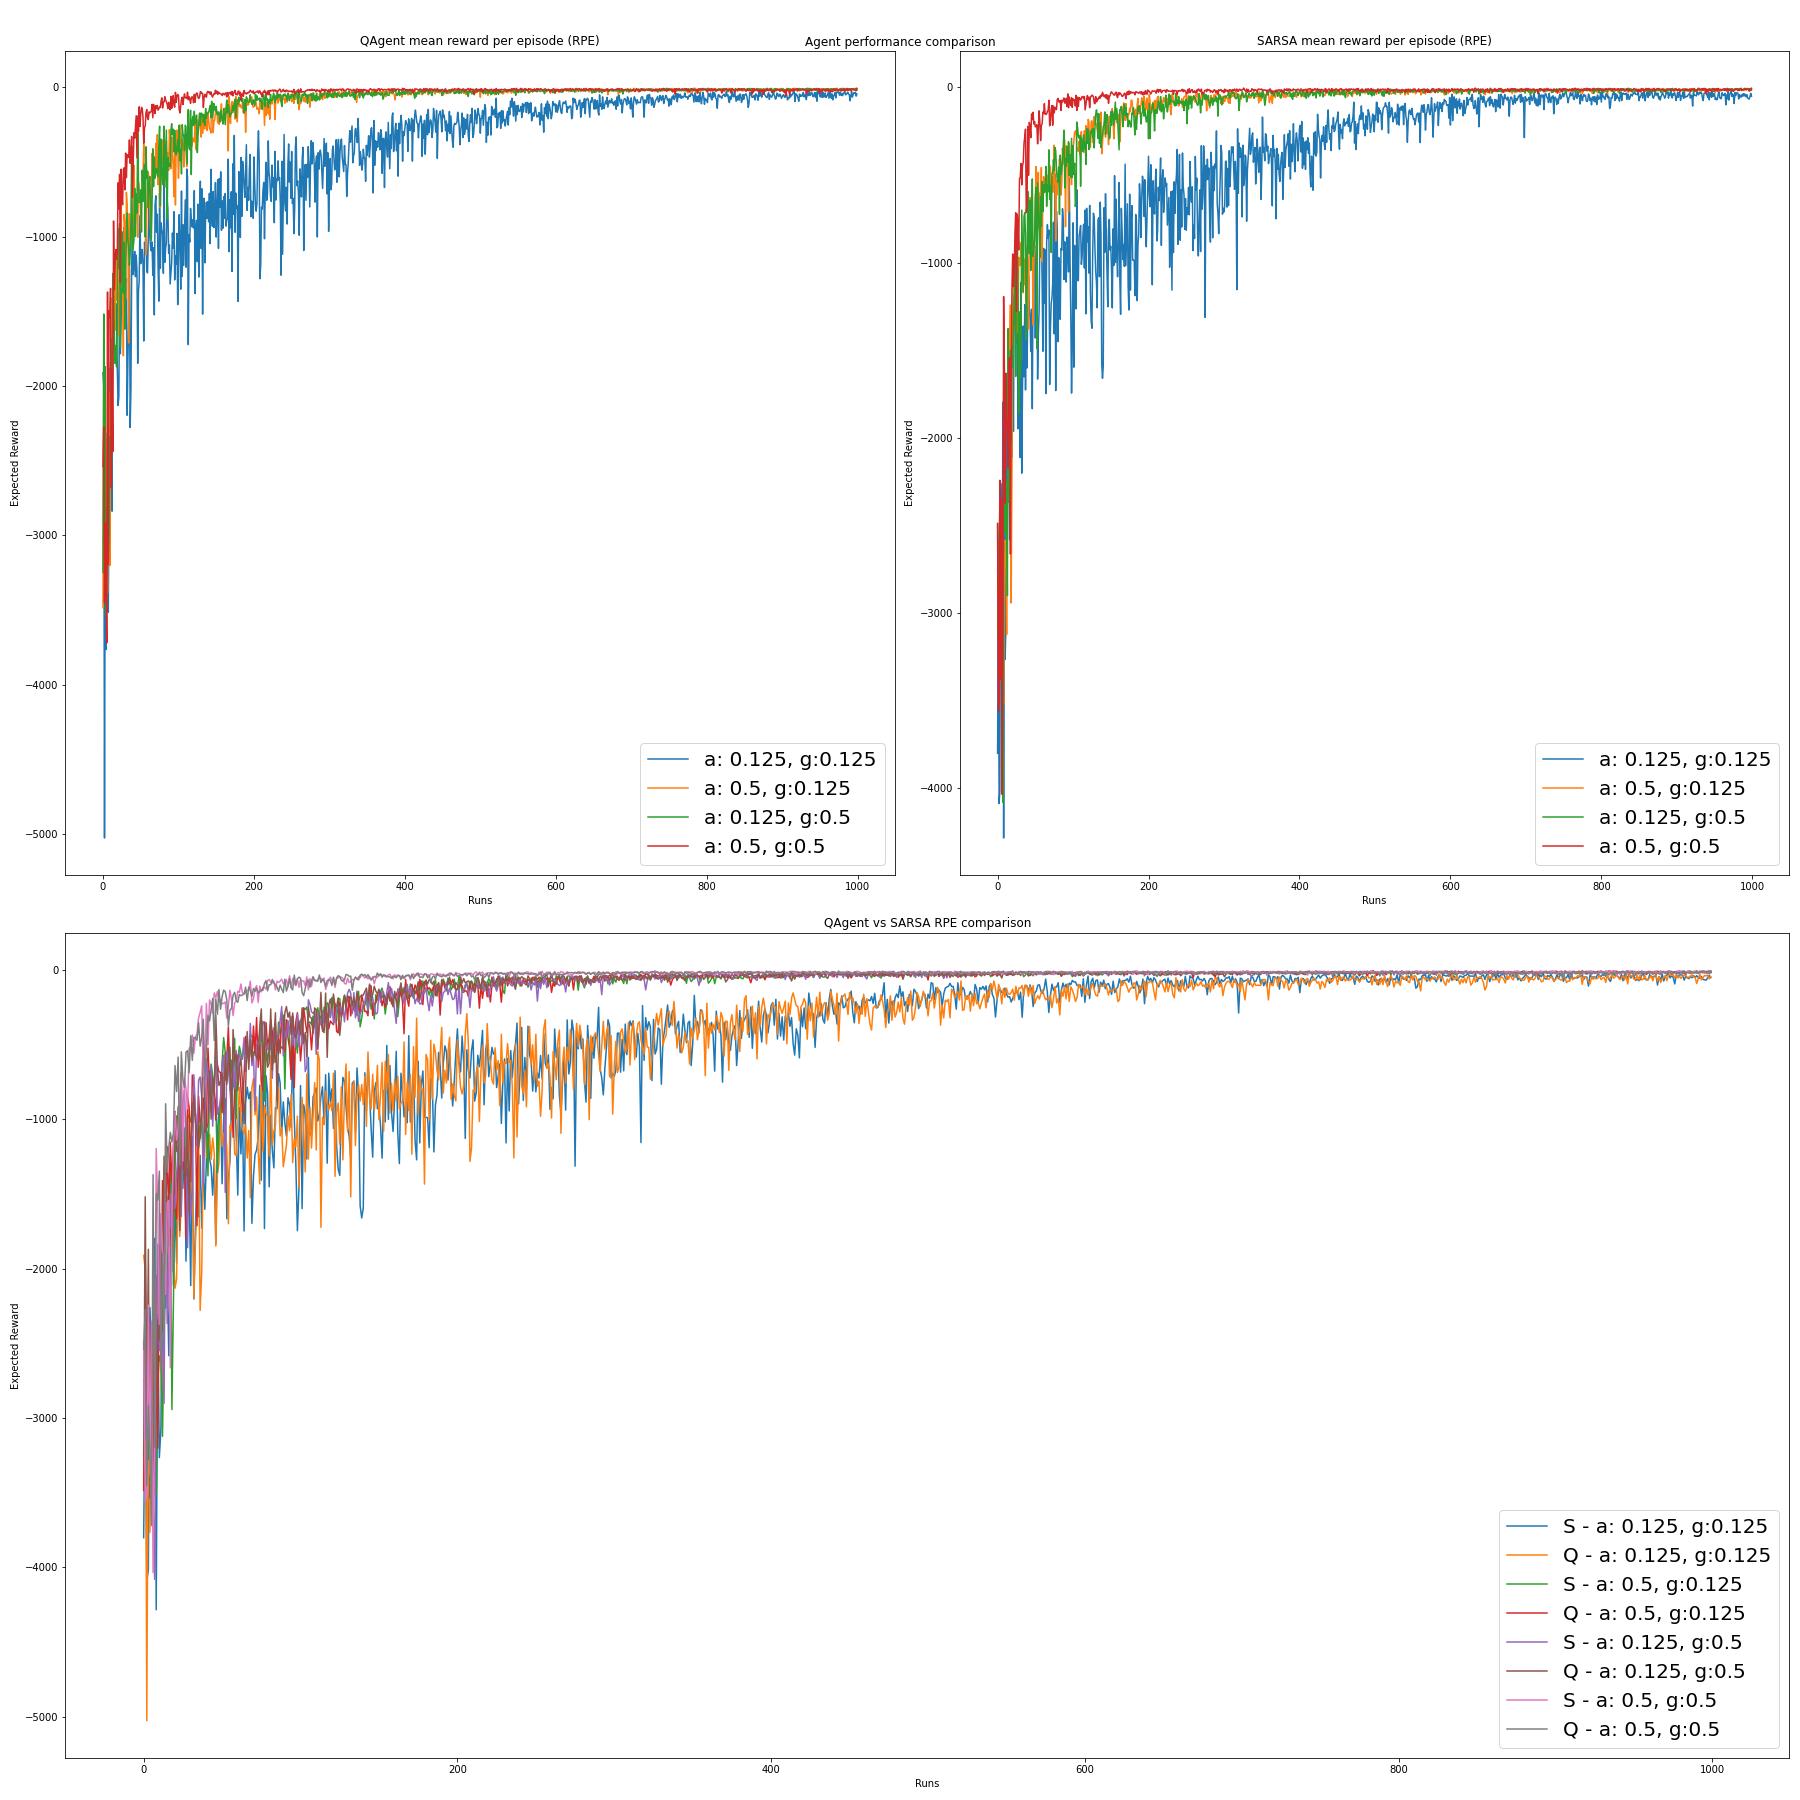 Agent performance comparison
QAgent mean reward per episode (RPE)
0
−1000
−2000
−3000
−4000
−5000
Expected Reward
0
200
400
600
800
1000
Runs
a: 0.125, g:0.125
a: 0.5, g:0.125
a: 0.125, g:0.5
a: 0.5, g:0.5
SARSA mean reward per episode (RPE)
0
−1000
−2000
−3000
−4000
Expected Reward
0
200
400
600
800
1000
Runs
a: 0.125, g:0.125
a: 0.5, g:0.125
a: 0.125, g:0.5
a: 0.5, g:0.5
QAgent vs SARSA RPE comparison
0
−1000
−2000
−3000
−4000
−5000
Expected Reward
0
200
400
600
800
1000
Runs
S - a: 0.125, g:0.125
Q - a: 0.125, g:0.125
S - a: 0.5, g:0.125
Q - a: 0.5, g:0.125
S - a: 0.125, g:0.5
Q - a: 0.125, g:0.5
S - a: 0.5, g:0.5
Q - a: 0.5, g:0.5